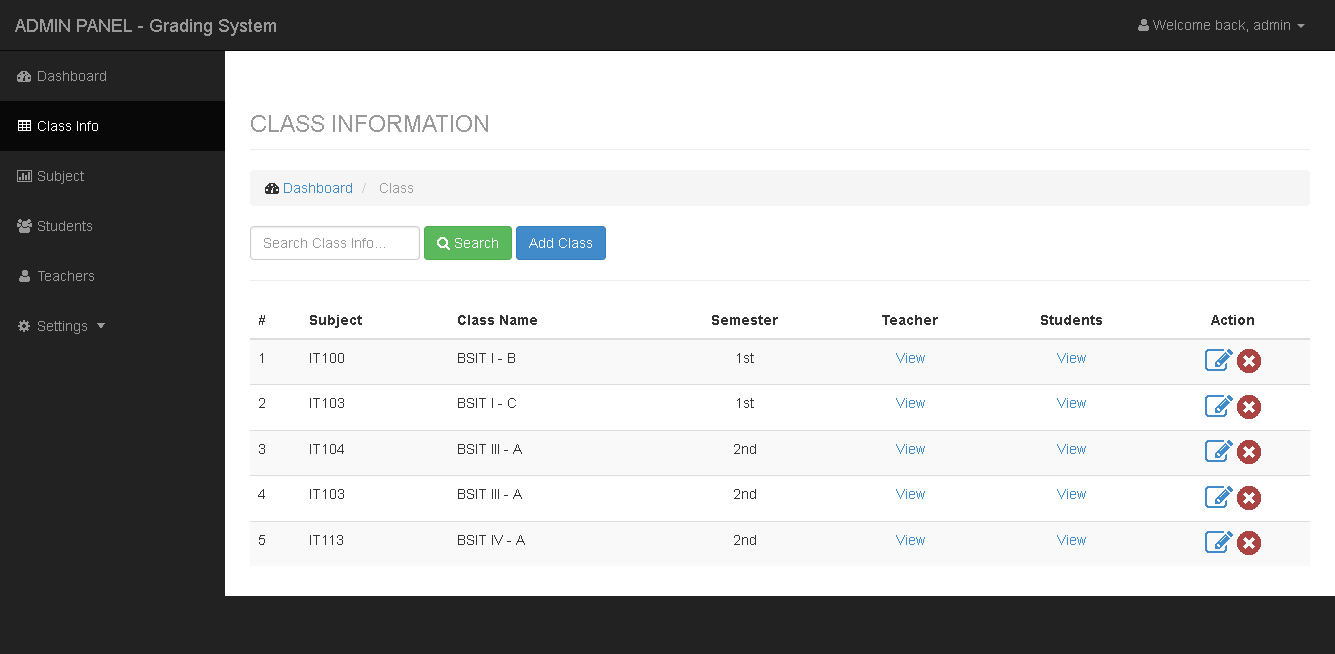 ADMIN PANEL - Grading System Welcome back, admin
Dashboard
Class Info
Subject
Students
Teachers
Settings
CLASS INFORMATION
Dashboard / Class
Search Class Info... Search Add Class
# Subject Class Name Semester Teacher Students Action
1 IT100 BSIT I - B 1st View View
2 IT103 BSIT I - C 1st View View
3 IT104 BSIT III - A 2nd View View
4 IT103 BSIT III - A 2nd View View
5 IT113 BSIT IV - A 2nd View View